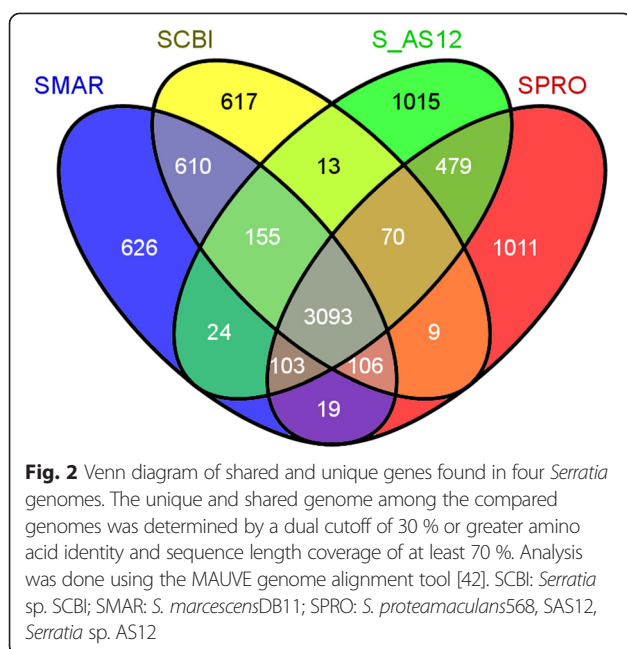 SCBI
S_AS12
SMAR
SPRO
617
1015
610
13
479
626
155
70
1011
24
3093
9
103
106
19
Fig. 2 Venn diagram of shared and unique genes found in four Serratia
genomes. The unique and shared genome among the compared
genomes was determined by a dual cutoff of 30 % or greater amino
acid identity and sequence length coverage of at least 70 %. Analysis
was done using the MAUVE genome alignment tool [42]. SCBI: Serratia
sp. SCBI; SMAR: S. marcescensDB11; SPRO: S. proteamaculans568, SAS12,
Serratia sp. AS12